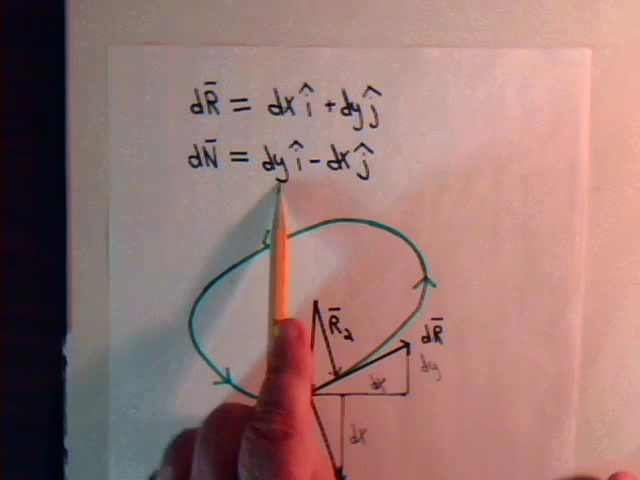 dR̄ = dx î + dy ĵ
dN̄ = dy î - dx ĵ
R̄₂
dR̄
dy
dx
dx